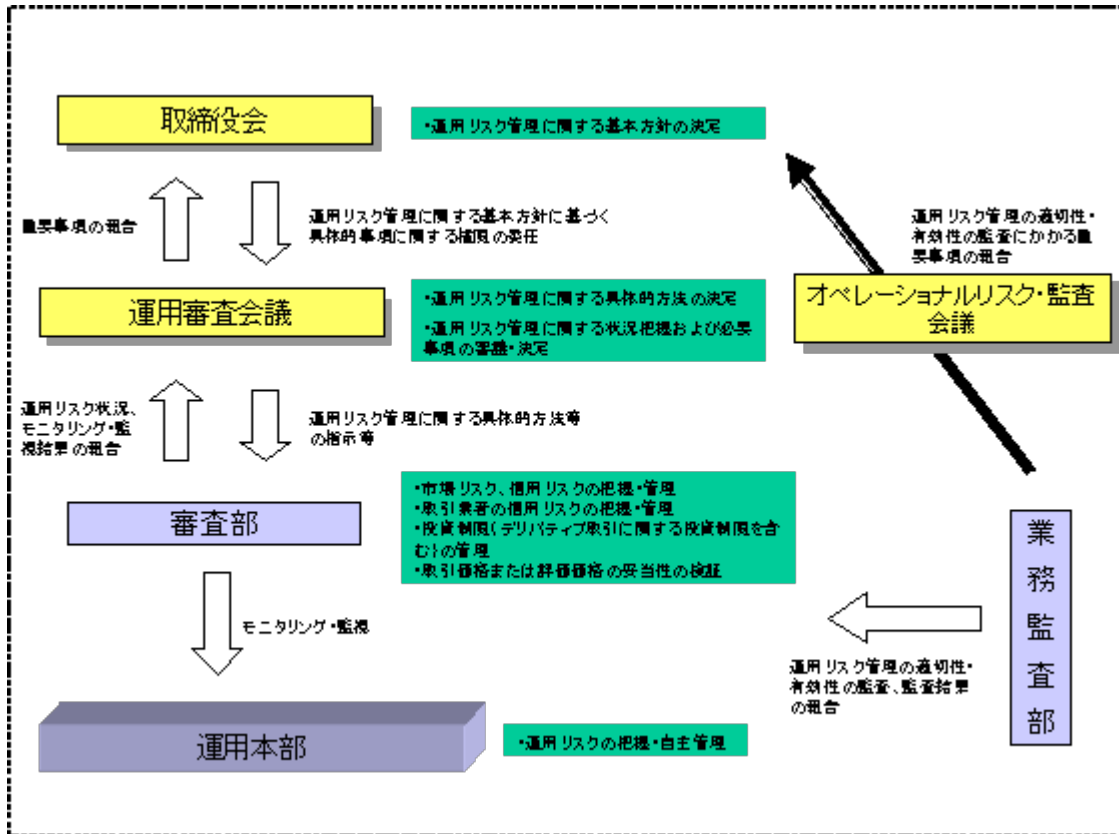 取締役会
・運用リスク管理に関する基本方針の決定
重要事項の報告
運用リスク管理に関する基本方針に基づく
具体的事項に関する権限の委任
運用リスク管理の適切性・
有効性の監査にかかる重
要事項の報告
運用審査会議
・運用リスク管理に関する具体的方法の決定
・運用リスク管理に関する状況把握および必要
事項の審議・決定
オペレーショナルリスク・監査
会議
運用リスク状況、
モニタリング・監
視結果の報告
運用リスク管理に関する具体的方法等
の指示等
審査部
・市場リスク、信用リスクの把握・管理
・取引業者の信用リスクの把握・管理
・投資制限(デリバティブ取引に関する投資制限を含
む)の管理
・取引価格または評価価格の妥当性の検証
業務監査部
モニタリング・監視
運用リスク管理の適切性・
有効性の監査、監査結果
の報告
運用本部
・運用リスクの把握・自主管理